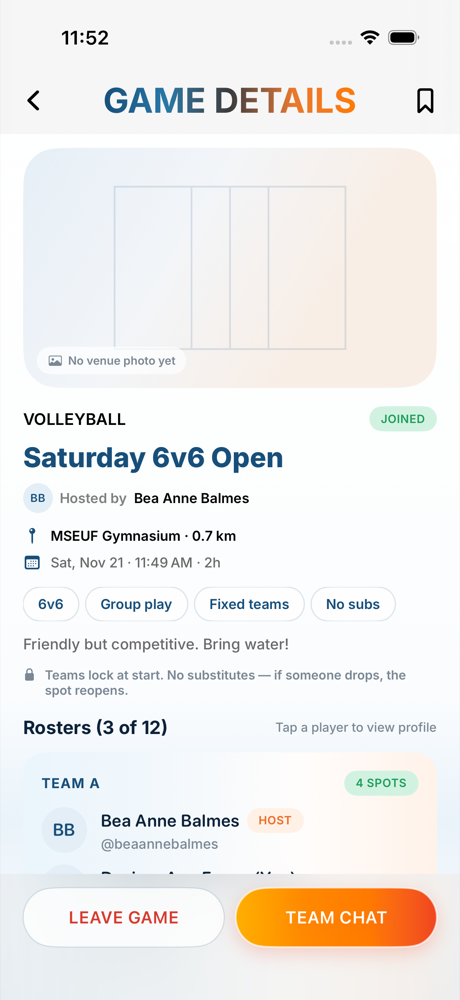 11:52
GAME DETAILS
No venue photo yet
VOLLEYBALL
JOINED
Saturday 6v6 Open
BB Hosted by Bea Anne Balmes
MSEUF Gymnasium · 0.7 km
Sat, Nov 21 · 11:49 AM · 2h
6v6 Group play Fixed teams No subs
Friendly but competitive. Bring water!
Teams lock at start. No substitutes — if someone drops, the
spot reopens.
Rosters (3 of 12) Tap a player to view profile
TEAM A 4 SPOTS
BB Bea Anne Balmes HOST
@beaannebalmes
LEAVE GAME TEAM CHAT